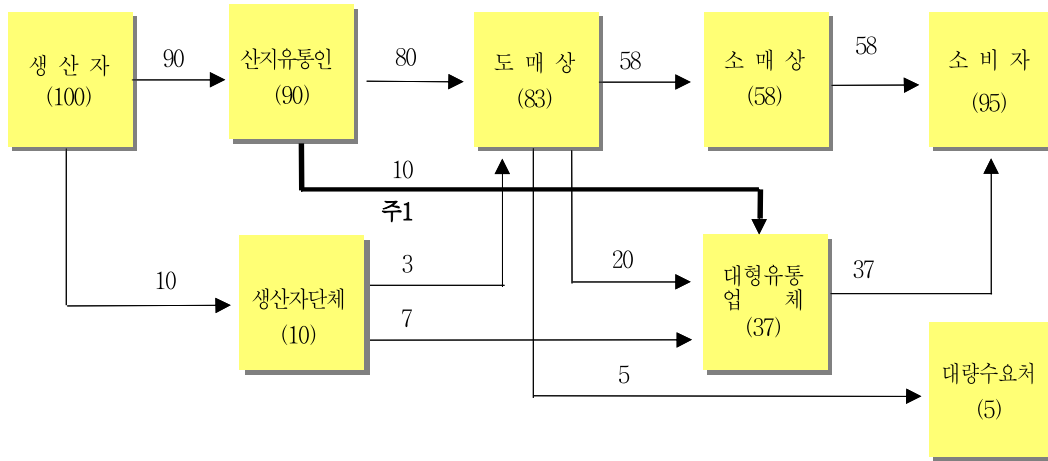 생 산 자
(100)
90
산지유통인
(90)
80
도 매 상
(83)
58
소 매 상
(58)
58
소 비 자
(95)
10
주1
10
생산자단체
(10)
3
7
20
대형유통
업 체
(37)
37
5
대량수요처
(5)